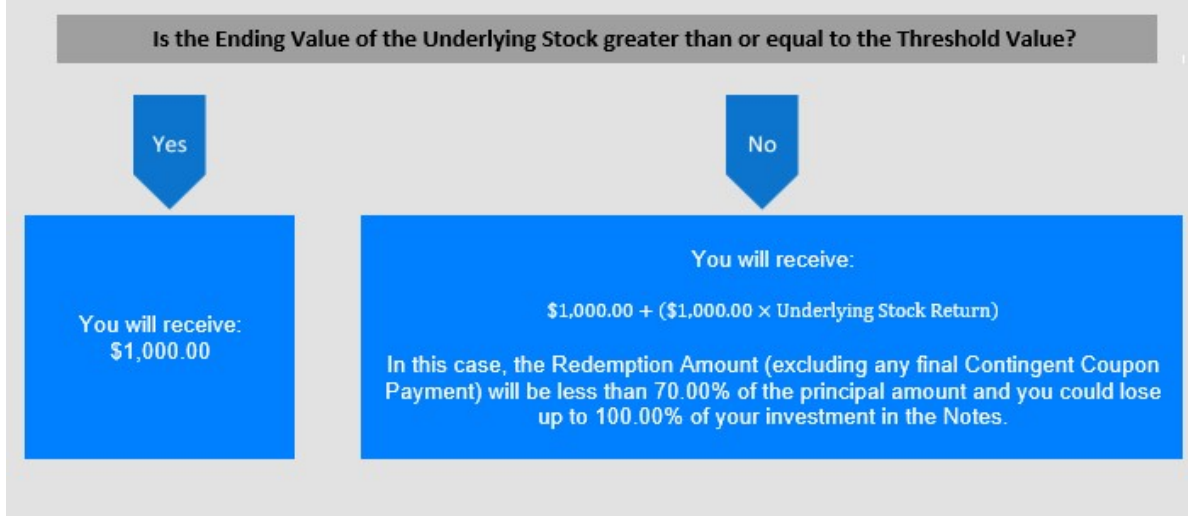 Is the Ending Value of the Underlying Stock greater than or equal to the Threshold Value?
Yes
No
You will receive:
$1,000.00
You will receive:
$1,000.00 + ($1,000.00 × Underlying Stock Return)
In this case, the Redemption Amount (excluding any final Contingent Coupon
Payment) will be less than 70.00% of the principal amount and you could lose
up to 100.00% of your investment in the Notes.